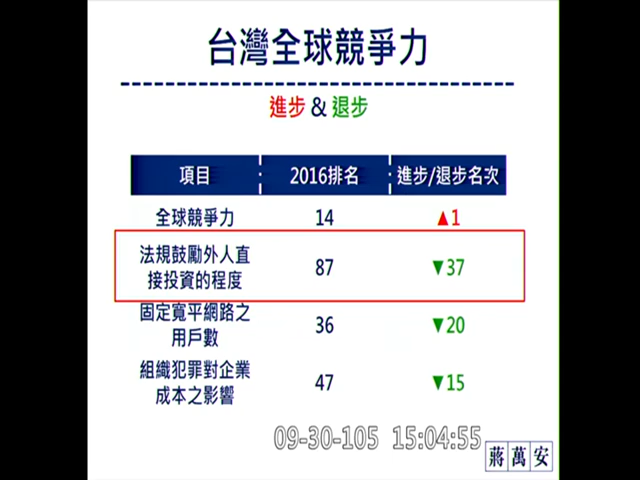 台灣全球競爭力
進步 & 退步
項目 2016排名 進步/退步名次
全球競爭力 14 ▲1
法規鼓勵外人直
接投資的程度 87 ▼37
固定寬平網路之
用戶數 36 ▼20
組織犯罪對企業
成本之影響 47 ▼15
09-30-105 15:04:55
蔣萬安